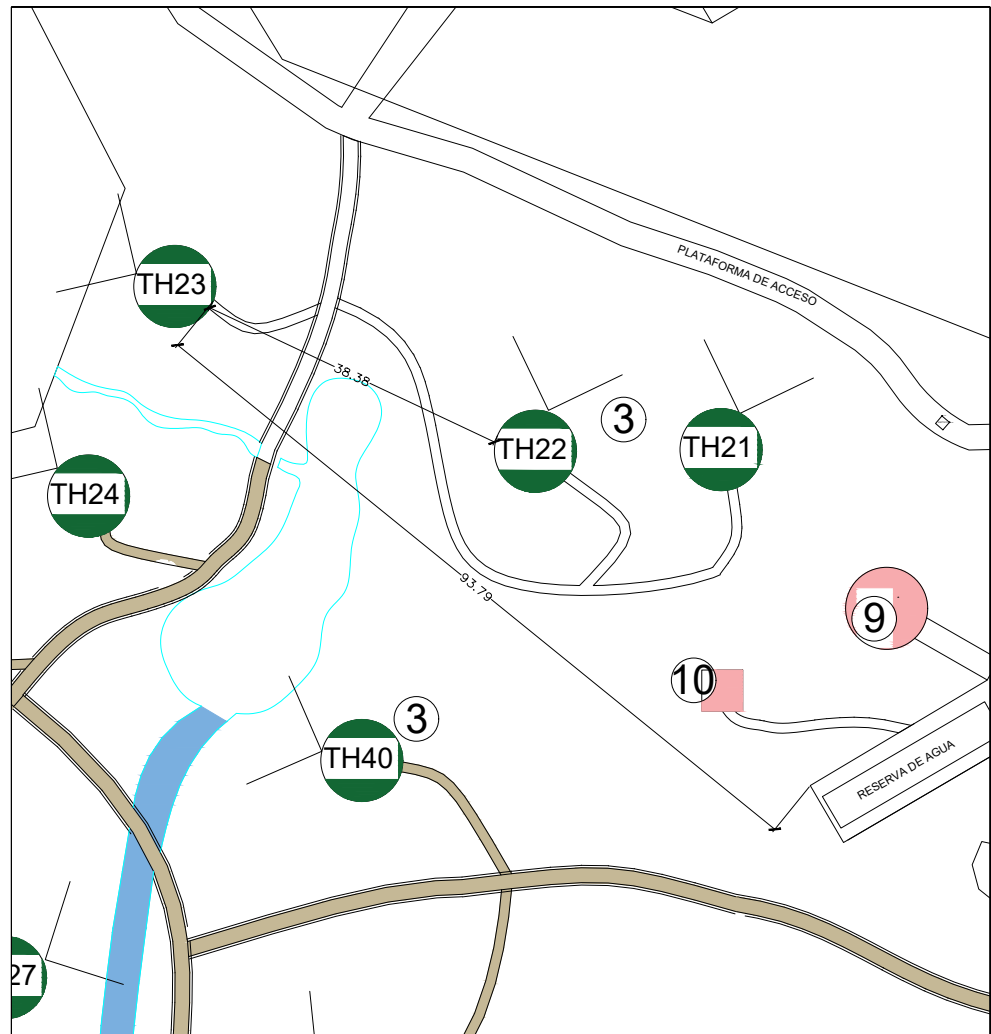 PLATAFORMA DE ACCESO
TH23
38.38
3
TH22
TH21
TH24
93.79
9
10
3
TH40
RESERVA DE AGUA
27